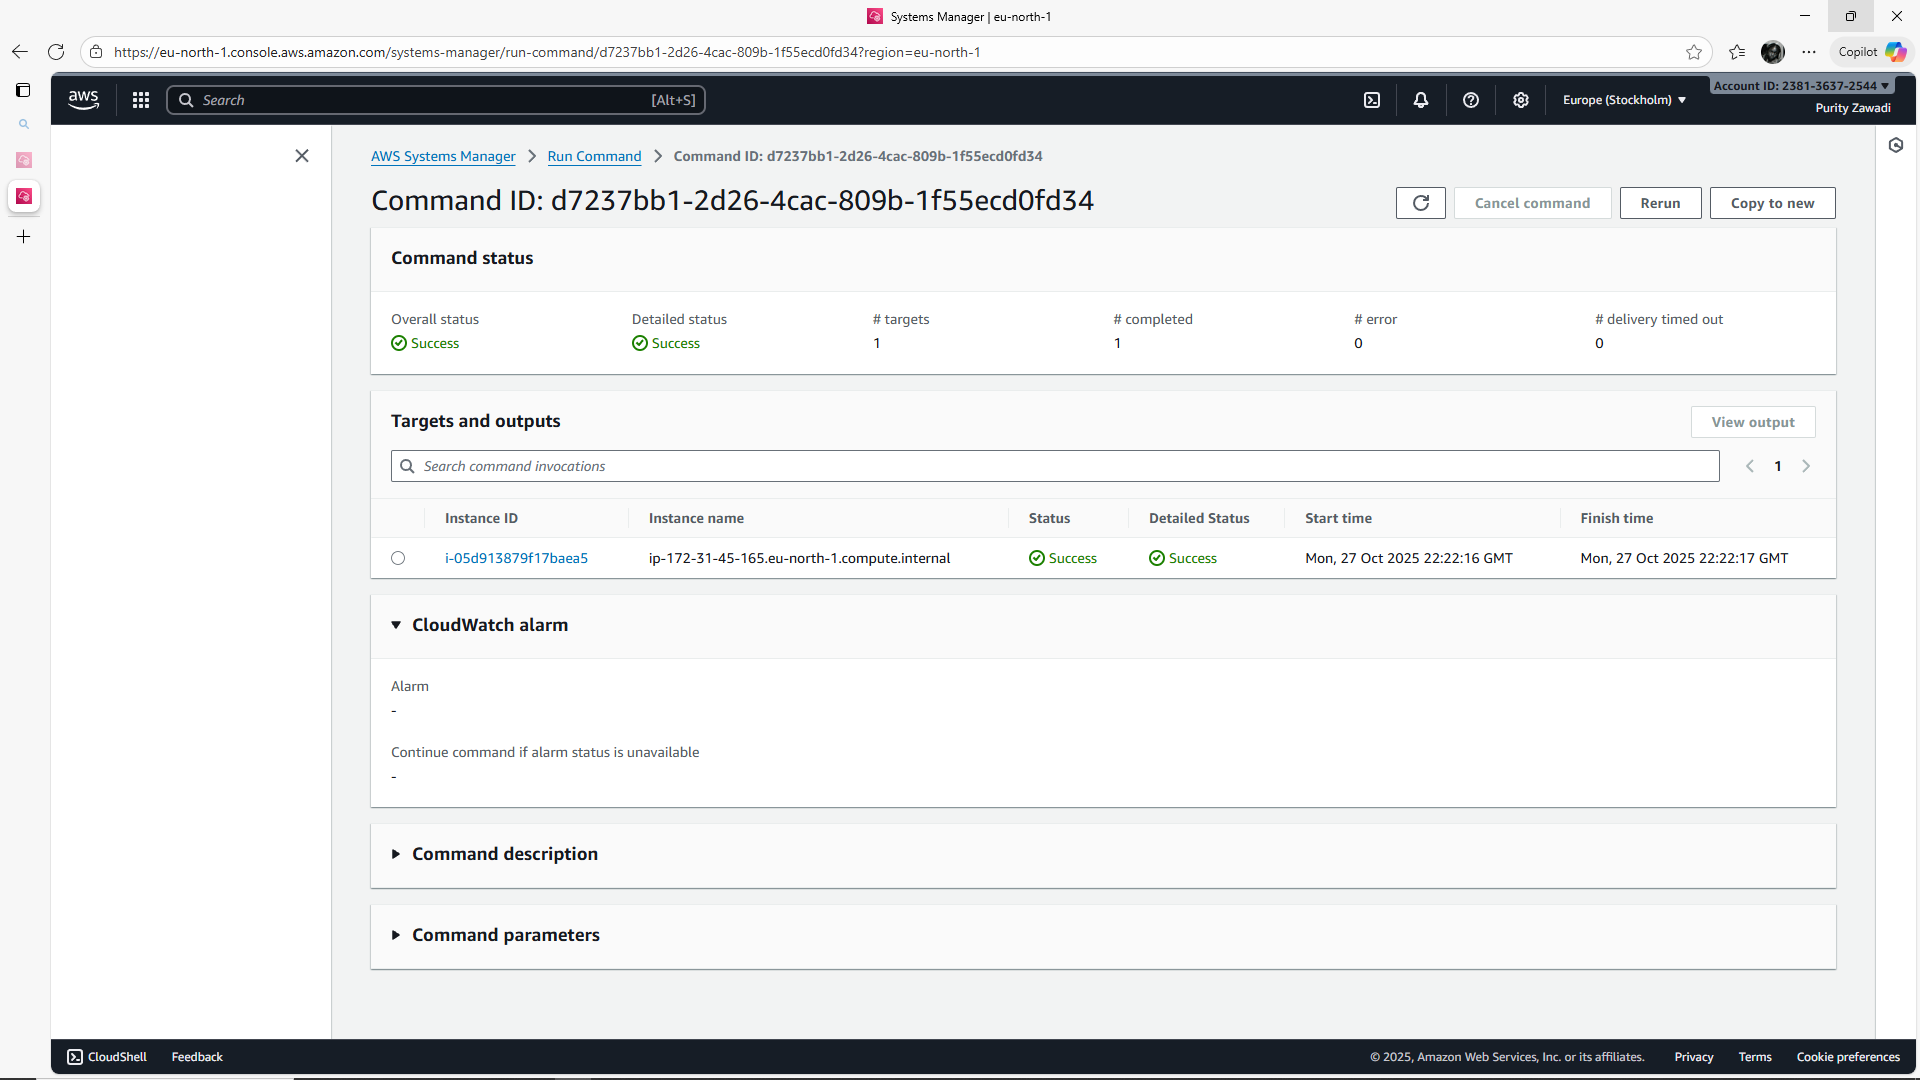 Systems Manager | eu-north-1
https://eu-north-1.console.aws.amazon.com/systems-manager/run-command/d7237bb1-2d26-4cac-809b-1f55ecd0fd34?region=eu-north-1
Copilot
aws
Search
[Alt+S]
Europe (Stockholm)
Account ID: 2381-3637-2544
Purity Zawadi
AWS Systems Manager
Run Command
Command ID: d7237bb1-2d26-4cac-809b-1f55ecd0fd34
Command ID: d7237bb1-2d26-4cac-809b-1f55ecd0fd34
Cancel command
Rerun
Copy to new
Command status
Overall status
Success
Detailed status
Success
# targets
1
# completed
1
# error
0
# delivery timed out
0
Targets and outputs
View output
Search command invocations
1
Instance ID
Instance name
Status
Detailed Status
Start time
Finish time
i-05d913879f17baea5
ip-172-31-45-165.eu-north-1.compute.internal
Success
Success
Mon, 27 Oct 2025 22:22:16 GMT
Mon, 27 Oct 2025 22:22:17 GMT
CloudWatch alarm
Alarm
-
Continue command if alarm status is unavailable
-
Command description
Command parameters
CloudShell
Feedback
© 2025, Amazon Web Services, Inc. or its affiliates.
Privacy
Terms
Cookie preferences